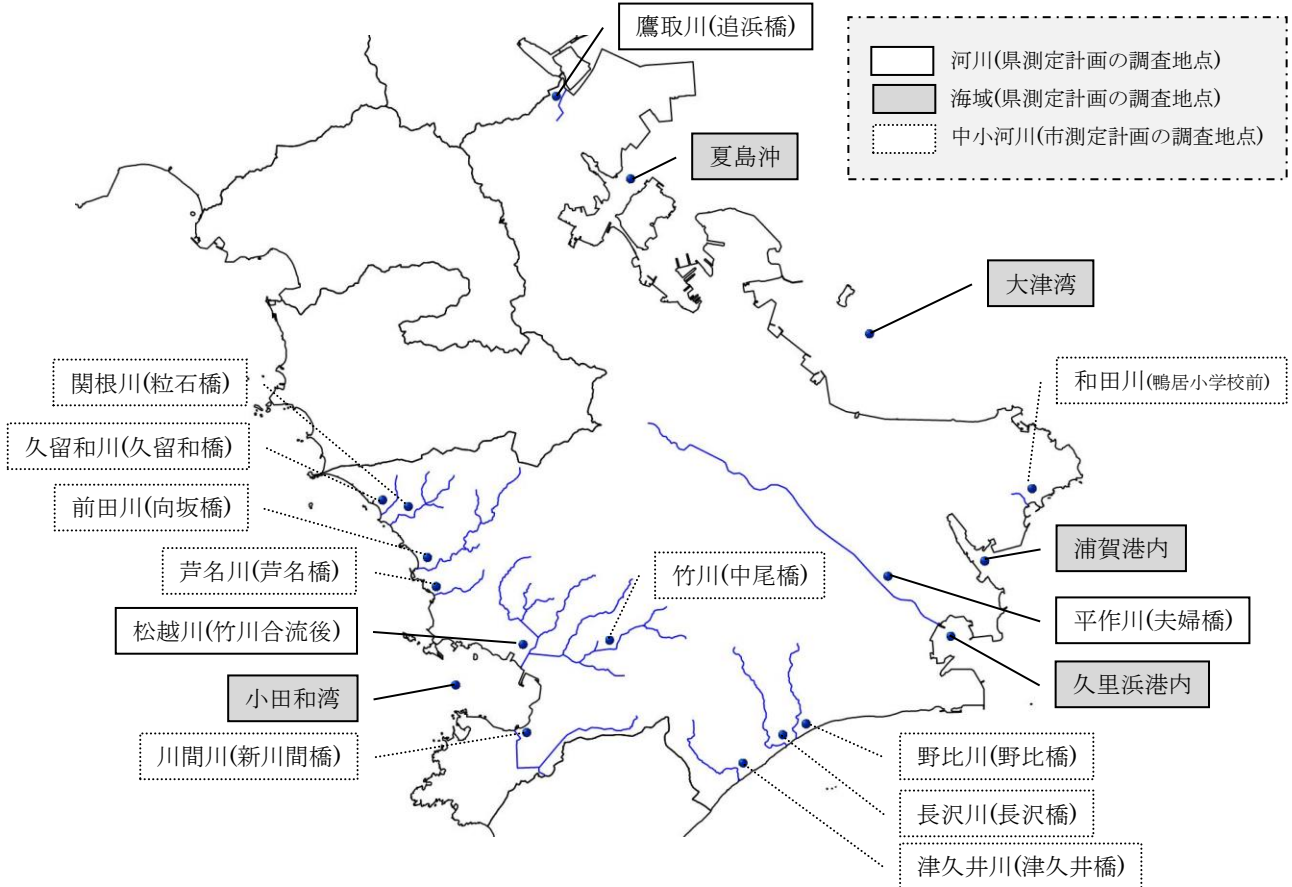 鷹取川(追浜橋)
河川(県測定計画の調査地点)
海域(県測定計画の調査地点)
中小河川(市測定計画の調査地点)
夏島沖
大津湾
関根川(粒石橋)
和田川(鴨居小学校前)
久留和川(久留和橋)
前田川(向坂橋)
浦賀港内
芦名川(芦名橋)
竹川(中尾橋)
平作川(夫婦橋)
松越川(竹川合流後)
久里浜港内
小田和湾
川間川(新川間橋)
野比川(野比橋)
長沢川(長沢橋)
津久井川(津久井橋)